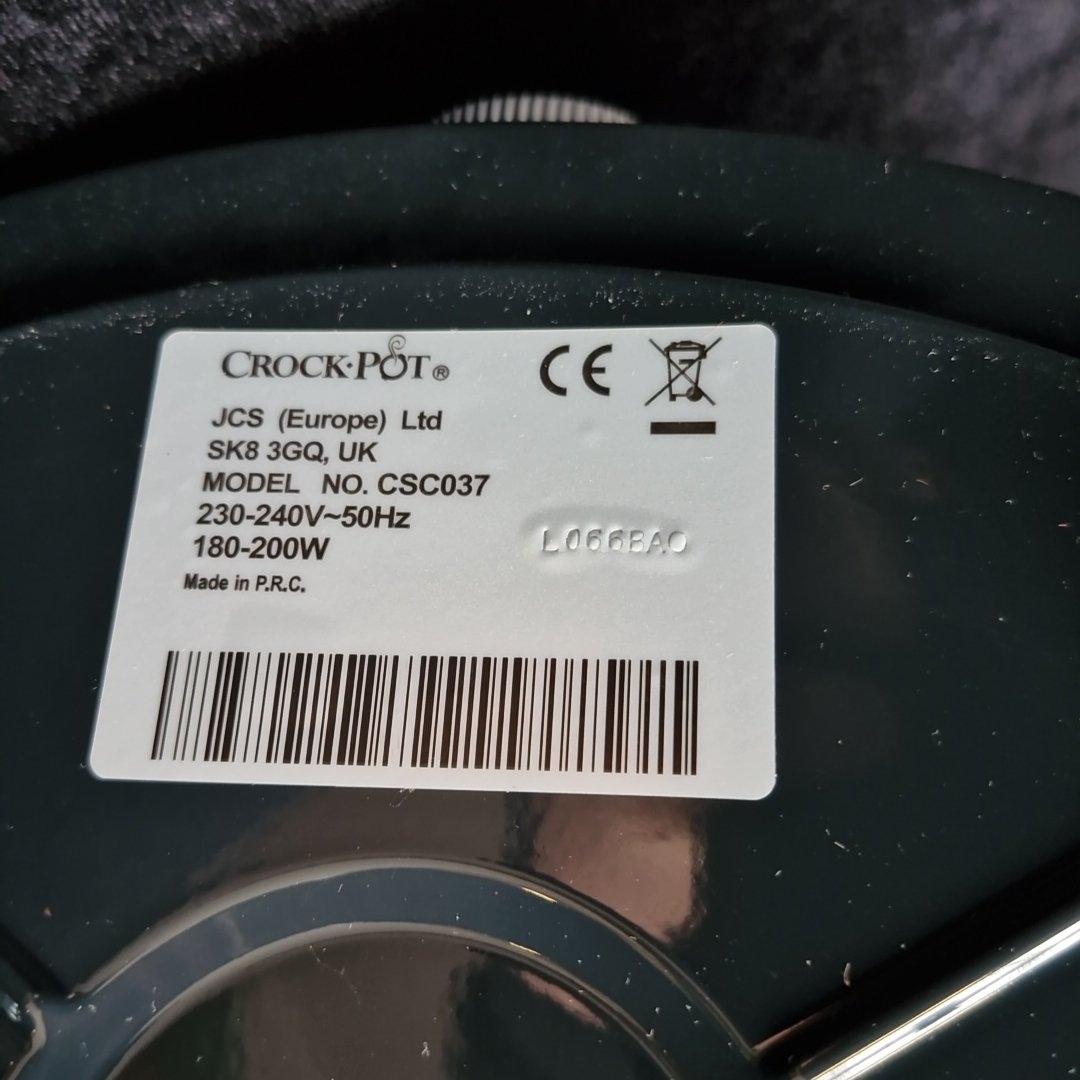 CROCK·POT®
JCS (Europe) Ltd
SK8 3GQ, UK
MODEL NO. CSC037
230-240V~50Hz
180-200W
Made in P.R.C.
CE
L066BAO